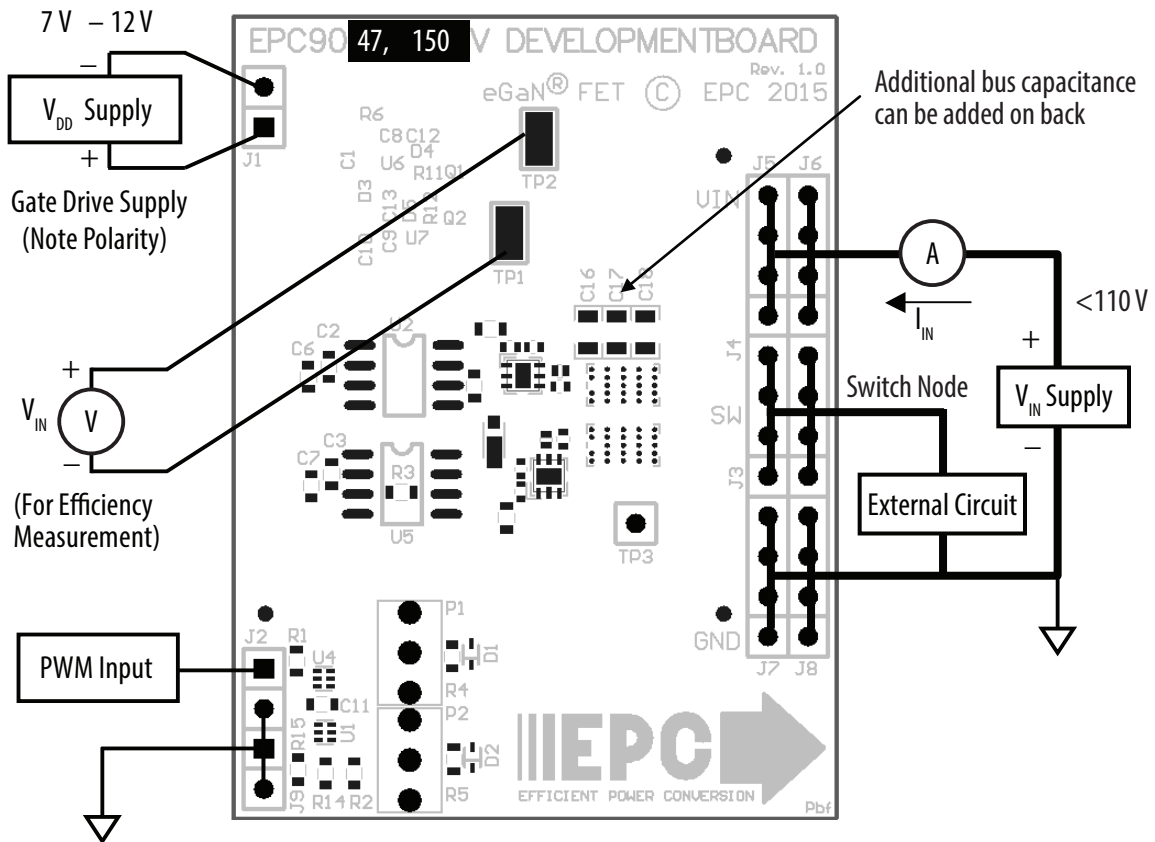 7 V – 12 V
–
V_DD Supply
+
Gate Drive Supply
(Note Polarity)
EPC90 47, 150 V DEVELOPMENTBOARD
Rev. 1.0
eGaN® FET © EPC 2015
Additional bus capacitance
can be added on back
J1
R6
C8 C12
C1
U6
D4
R11 Q1
D3
C13
D5
R12
Q2
C10
C9
U7
TP2
TP1
J5 J6
VIN
A
I_IN
<110 V
C16 C17 C18
+
V_IN
V
–
(For Efficiency
Measurement)
C2
C6
U2
J4
SW
J3
Switch Node
+
V_IN Supply
–
External Circuit
C3
C7
R3
U5
TP3
GND
J7 J8
PWM Input
J2
R1
U4
C11
R15
U1
J9
R14 R2
P1
D1
R4
P2
D2
R5
EPC
EFFICIENT POWER CONVERSION
Pbf